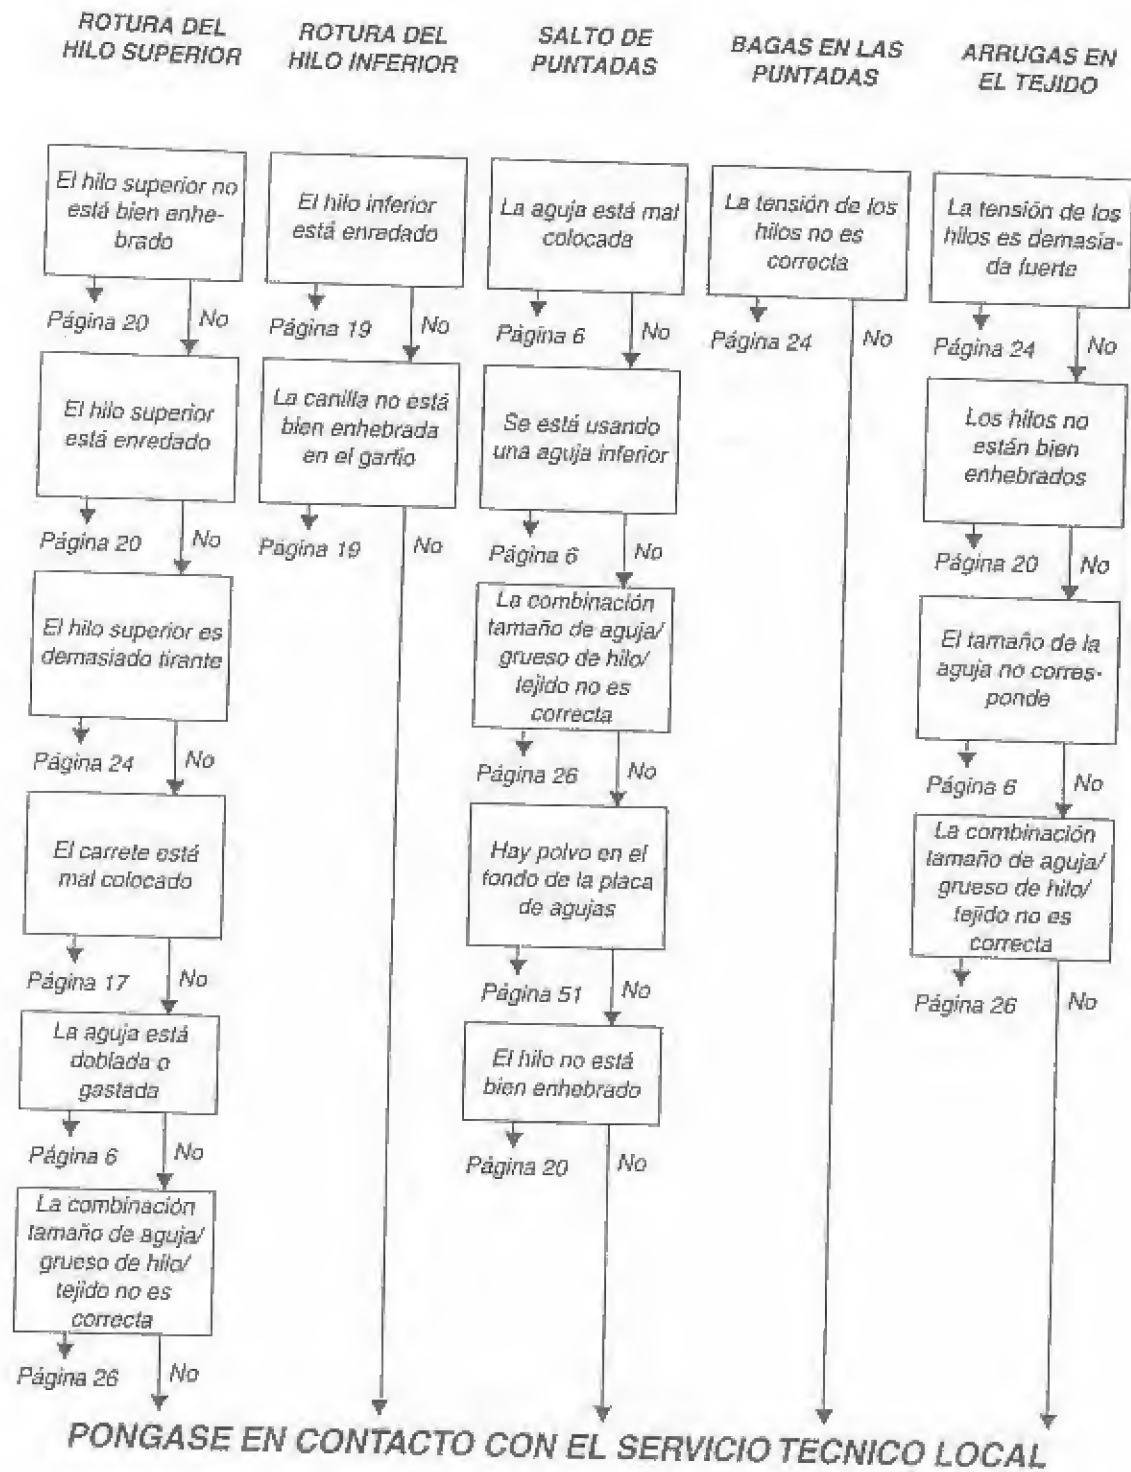 ROTURA DEL
HILO SUPERIOR
El hilo superior no
está bien enhe-
brado
Página 20
No
El hilo superior
está enredado
Página 20
No
El hilo superior es
demasiado tirante
Página 24
No
El carrete está
mal colocado
Página 17
No
La aguja está
doblada o
gastada
Página 6
No
La combinación
tamaño de aguja/
grueso de hilo/
tejido no es
correcta
Página 26
No
ROTURA DEL
HILO INFERIOR
El hilo inferior
está enredado
Página 19
No
La canilla no está
bien enhebrada
en el garfio
Página 19
No
SALTO DE
PUNTADAS
La aguja está mal
colocada
Página 6
No
Se está usando
una aguja inferior
Página 6
No
La combinación
tamaño de aguja/
grueso de hilo/
tejido no es
correcta
Página 26
No
Hay polvo en el
fondo de la placa
de agujas
Página 51
No
El hilo no está
bien enhebrado
Página 20
No
BAGAS EN LAS
PUNTADAS
La tensión de los
hilos no es
correcta
Página 24
No
ARRUGAS EN
EL TEJIDO
La tensión de los
hilos es demasia-
da fuerte
Página 24
No
Los hilos no
están bien
enhebrados
Página 20
No
El tamaño de la
aguja no corres-
ponde
Página 6
No
La combinación
tamaño de aguja/
grueso de hilo/
tejido no es
correcta
Página 26
No
PONGASE EN CONTACTO CON EL SERVICIO TECNICO LOCAL